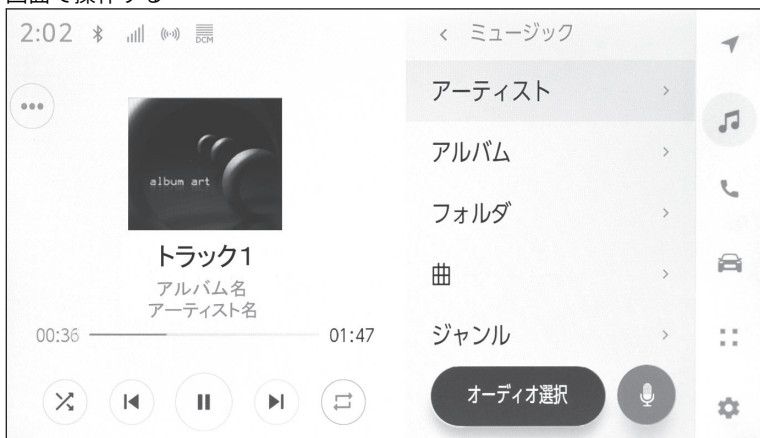 画面で操作する
2:02
DCM
album art
トラック1
アルバム名
アーティスト名
00:36
01:47
ミュージック
アーティスト
アルバム
フォルダ
曲
ジャンル
オーディオ選択